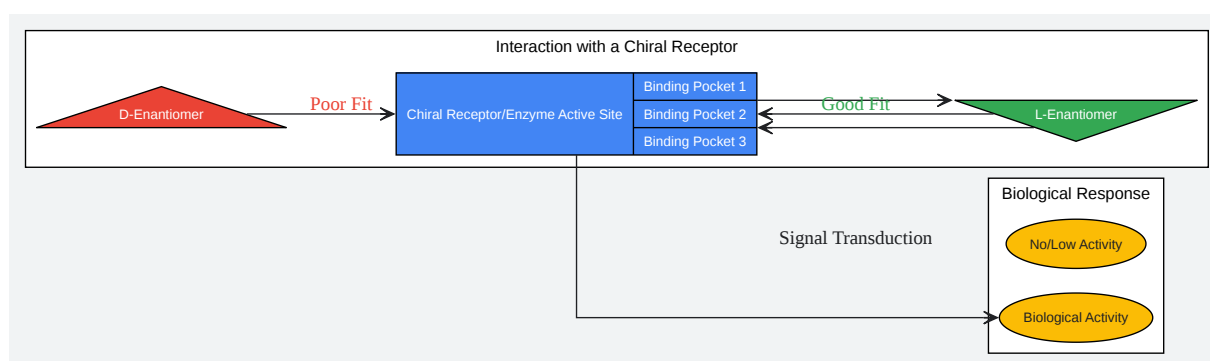 Interaction with a Chiral Receptor
D-Enantiomer
Poor Fit
Chiral Receptor/Enzyme Active Site
Binding Pocket 1
Binding Pocket 2
Binding Pocket 3
Good Fit
L-Enantiomer
Signal Transduction
Biological Response
No/Low Activity
Biological Activity